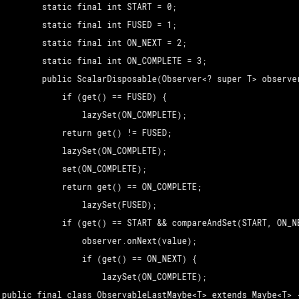 static final int START = 0;
static final int FUSED = 1;
static final int ON_NEXT = 2;
static final int ON_COMPLETE = 3;
public ScalarDisposable(Observer<? super T> observer
if (get() == FUSED) {
lazySet(ON_COMPLETE);
return get() != FUSED;
lazySet(ON_COMPLETE);
set(ON_COMPLETE);
return get() == ON_COMPLETE;
lazySet(FUSED);
if (get() == START && compareAndSet(START, ON_NE
observer.onNext(value);
if (get() == ON_NEXT) {
lazySet(ON_COMPLETE);
public final class ObservableLastMaybe<T> extends Maybe<T>